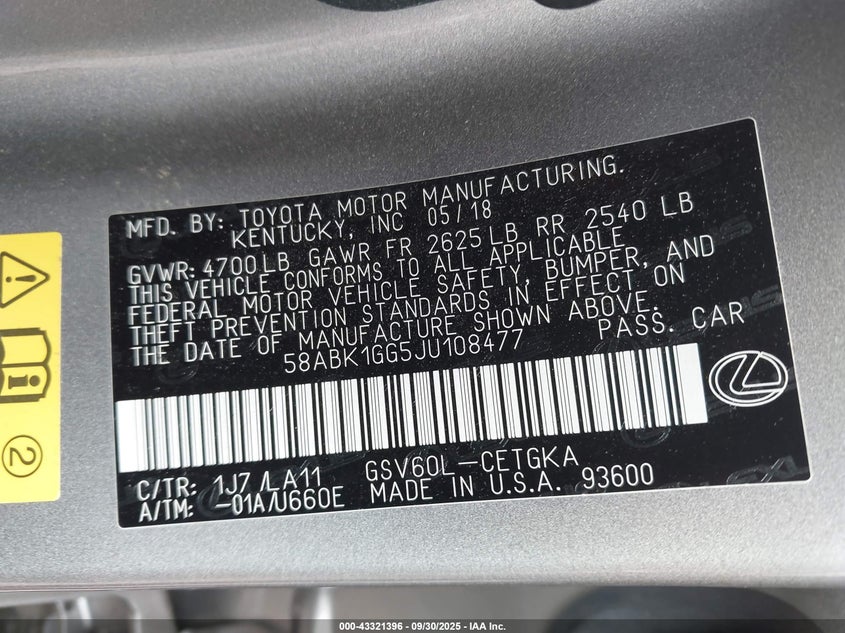 MFD. BY: TOYOTA MOTOR MANUFACTURING.
KENTUCKY, INC 05/18
GVWR: 4700LB GAWR FR 2625LB RR 2540 LB
THIS VEHICLE CONFORMS TO ALL APPLICABLE
FEDERAL MOTOR VEHICLE SAFETY, BUMPER, AND
THEFT PREVENTION STANDARDS IN EFFECT ON
THE DATE OF MANUFACTURE SHOWN ABOVE.
58ABK1GG5JU108477 PASS. CAR
C/TR: 1J7/LA11 GSV60L-CETGKA
A/TM: -01A/U660E MADE IN U.S.A. 93600
2
000-43321396 - 09/30/2025 - IAA Inc.